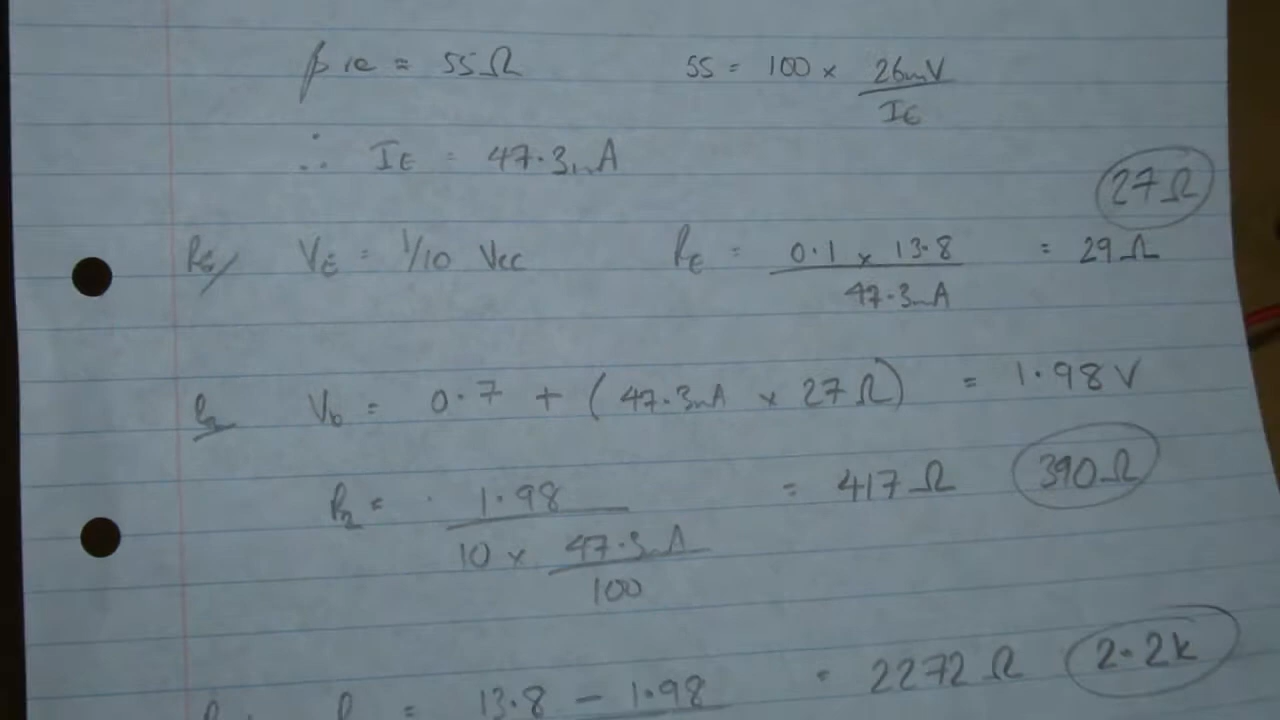 β re = 55Ω 55 = 100 × 26mV / IE
∴ IE = 47.3mA
27Ω
RE/ VE = 1/10 Vcc RE = 0.1 × 13.8 / 47.3mA = 29Ω
R2 Vb = 0.7 + (47.3mA × 27Ω) = 1.98V
R2 = 1.98 / 10 × 47.3mA / 100 = 417Ω 390Ω
= 13.8 - 1.98 = 2272Ω 2.2k